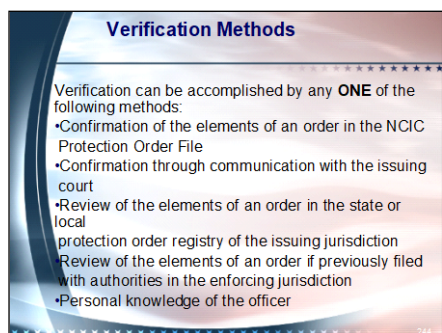 Verification Methods
Verification can be accomplished by any ONE of the
following methods:
•Confirmation of the elements of an order in the NCIC
Protection Order File
•Confirmation through communication with the issuing
court
•Review of the elements of an order in the state or
local
protection order registry of the issuing jurisdiction
•Review of the elements of an order if previously filed
with authorities in the enforcing jurisdiction
•Personal knowledge of the officer